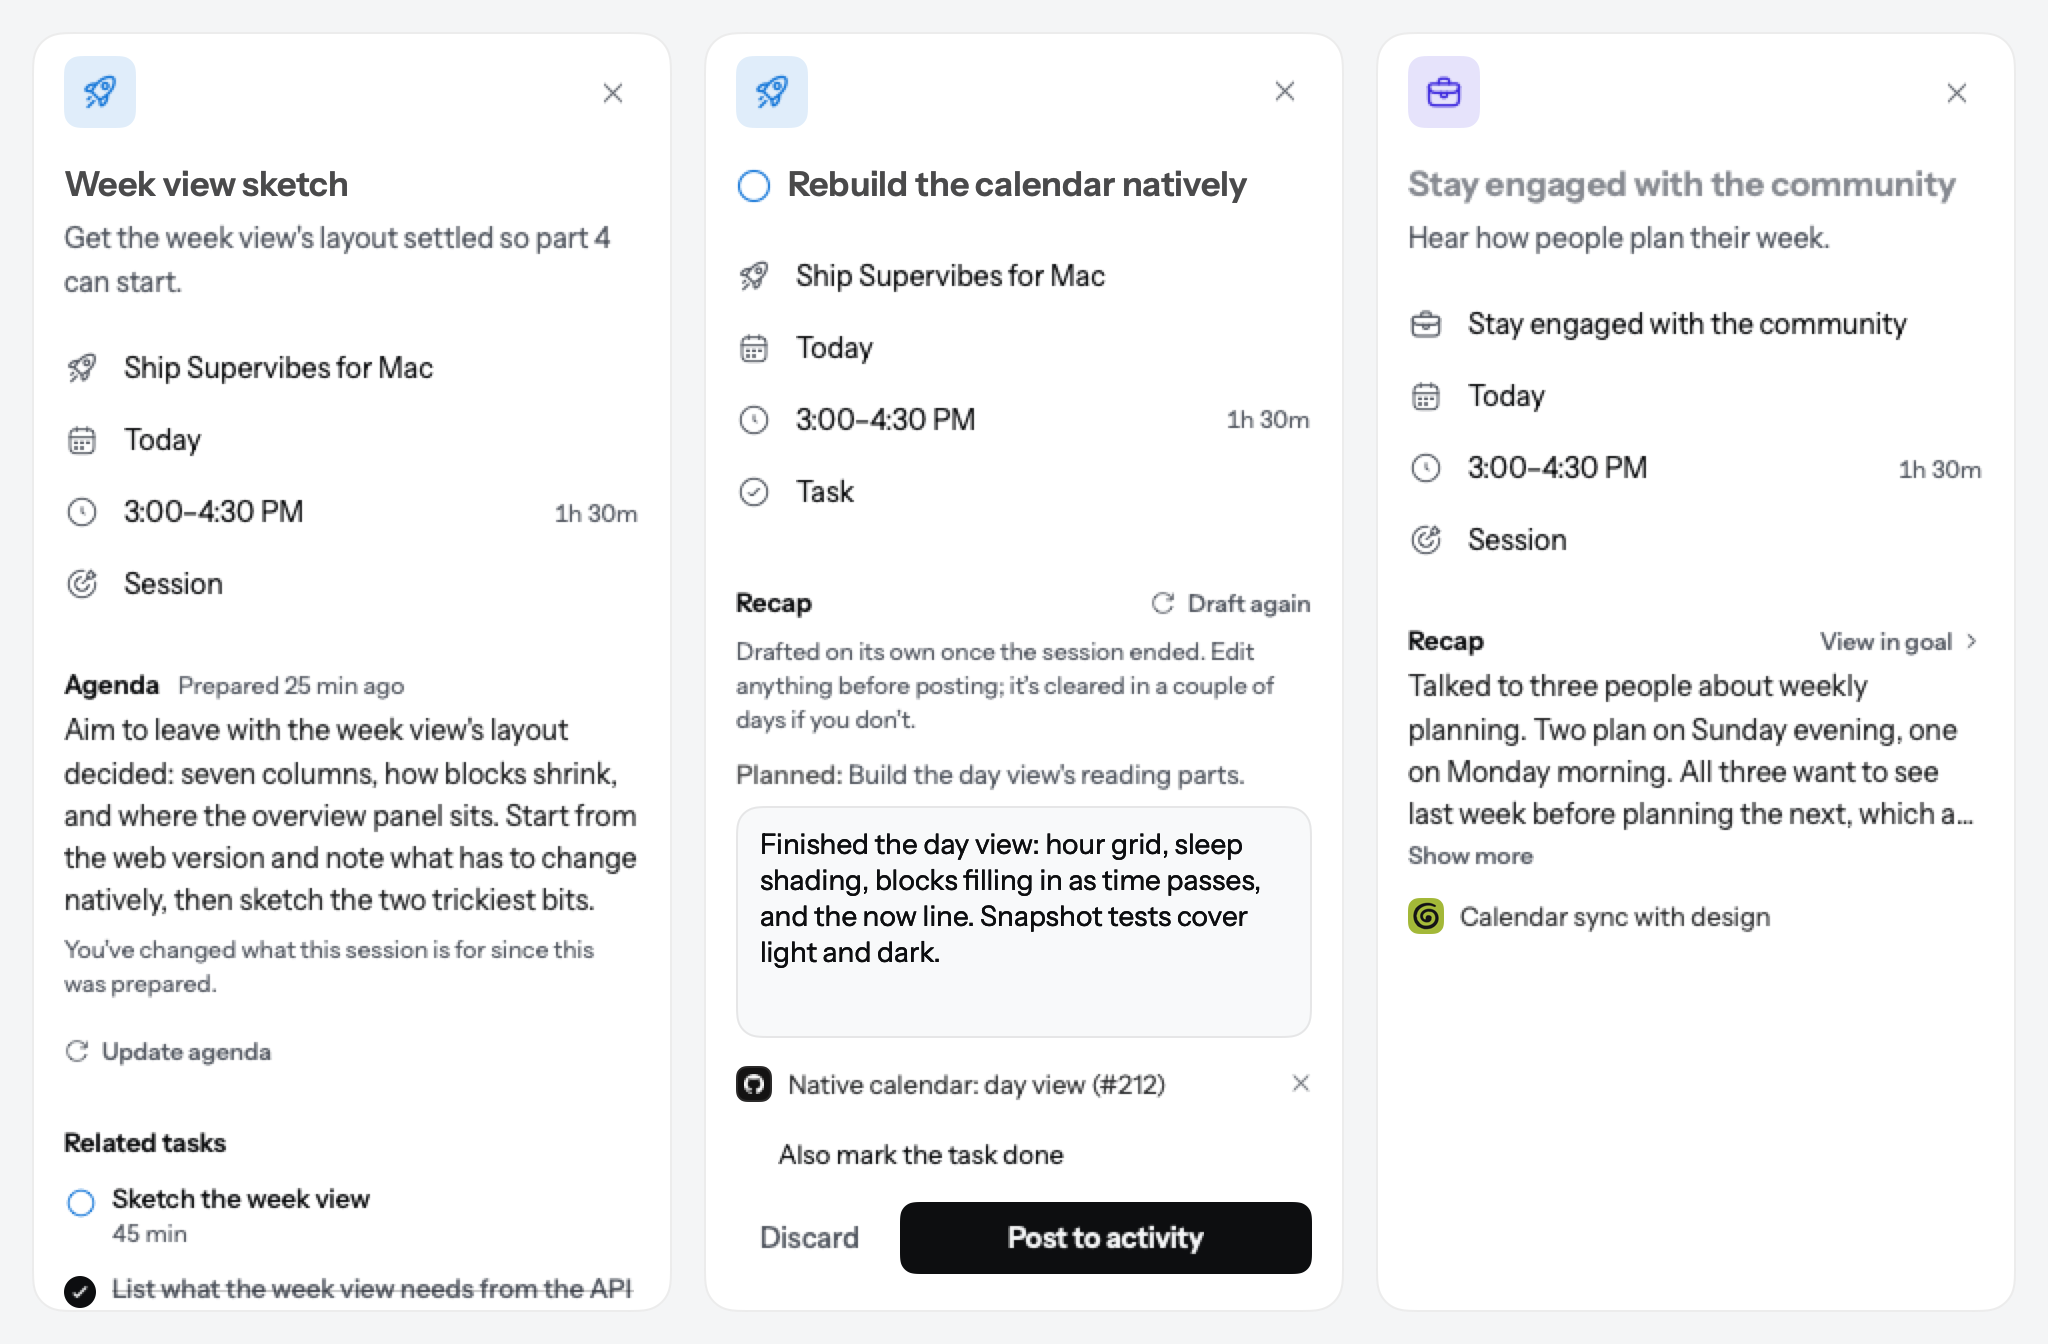 Week view sketch
Get the week view's layout settled so part 4
can start.
Ship Supervibes for Mac
Today
3:00–4:30 PM
1h 30m
Session
Agenda
Prepared 25 min ago
Aim to leave with the week view's layout
decided: seven columns, how blocks shrink,
and where the overview panel sits. Start from
the web version and note what has to change
natively, then sketch the two trickiest bits.
You've changed what this session is for since this
was prepared.
Update agenda
Related tasks
Sketch the week view
45 min
List what the week view needs from the API
Rebuild the calendar natively
Ship Supervibes for Mac
Today
3:00–4:30 PM
1h 30m
Task
Recap
Draft again
Drafted on its own once the session ended. Edit
anything before posting; it's cleared in a couple of
days if you don't.
Planned: Build the day view's reading parts.
Finished the day view: hour grid, sleep
shading, blocks filling in as time passes,
and the now line. Snapshot tests cover
light and dark.
Native calendar: day view (#212)
Also mark the task done
Discard
Post to activity
Stay engaged with the community
Hear how people plan their week.
Stay engaged with the community
Today
3:00–4:30 PM
1h 30m
Session
Recap
View in goal
Talked to three people about weekly
planning. Two plan on Sunday evening, one
on Monday morning. All three want to see
last week before planning the next, which a...
Show more
Calendar sync with design